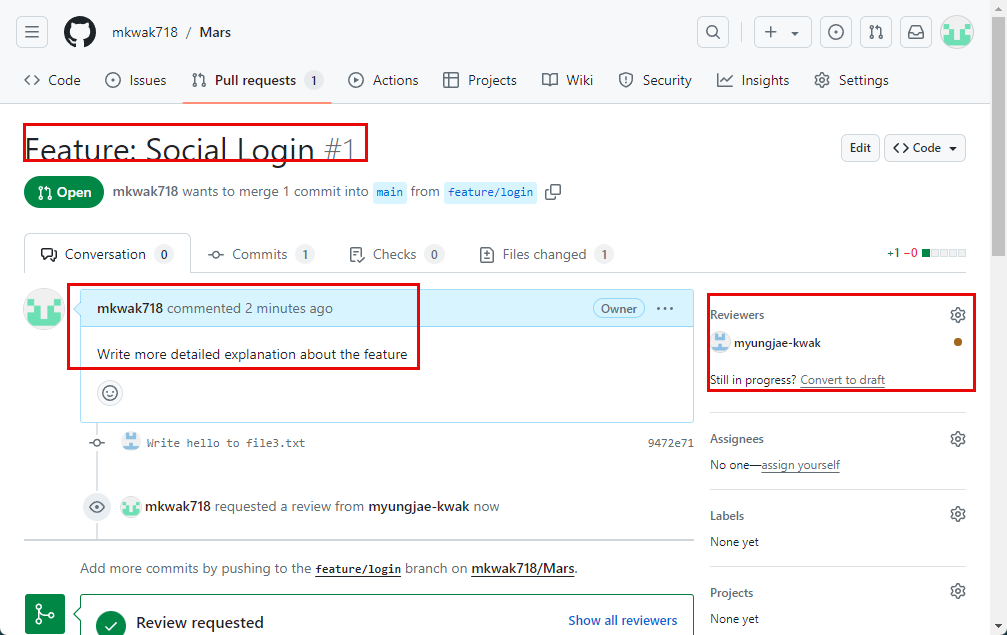 mkwak718 / Mars
Code Issues Pull requests 1 Actions Projects Wiki Security Insights Settings
Feature: Social Login #1
Edit
Code
Open
mkwak718 wants to merge 1 commit into main from feature/login
Conversation 0
Commits 1
Checks 0
Files changed 1
+1 −0
mkwak718 commented 2 minutes ago
Owner
Write more detailed explanation about the feature
Write hello to file3.txt
9472e71
mkwak718 requested a review from myungjae-kwak now
Add more commits by pushing to the feature/login branch on mkwak718/Mars.
Review requested
Show all reviewers
Reviewers
myungjae-kwak
Still in progress? Convert to draft
Assignees
No one—assign yourself
Labels
None yet
Projects
None yet